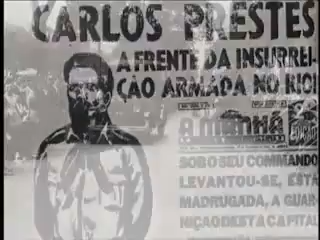 CARLOS PRESTES
A FRENTE DA INSURREI-
ÇÃO ARMADA NO RIO!
A MANHÃ
SOB O SEU COMMANDO
LEVANTOU-SE, ESTA
MADRUGADA, A GUAR-
NIÇÃO DESTA CAPITAL